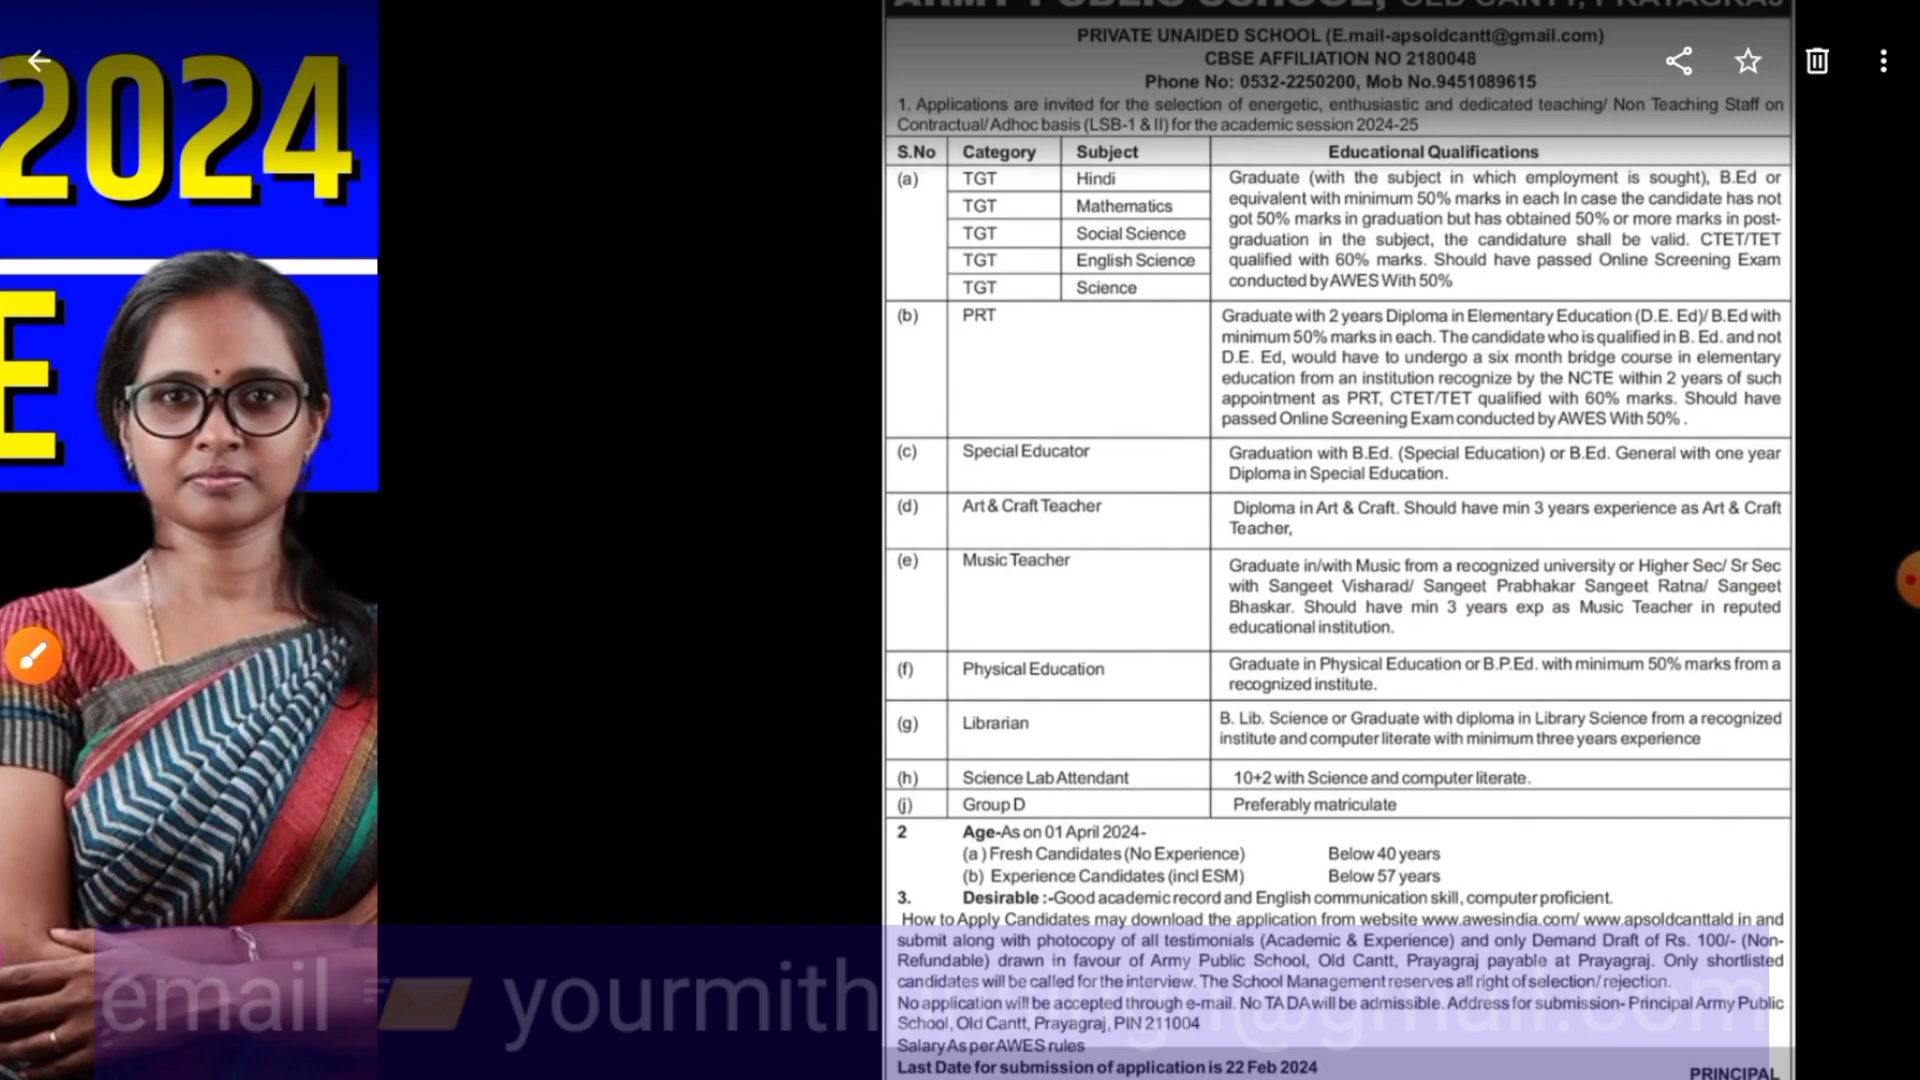 2024
E
ARMY PUBLIC SCHOOL, OLD CANTT, PRAYAGRAJ
PRIVATE UNAIDED SCHOOL (E.mail-apsoldcantt@gmail.com)
CBSE AFFILIATION NO 2180048
Phone No: 0532-2250200, Mob No.9451089615
1. Applications are invited for the selection of energetic, enthusiastic and dedicated teaching/ Non Teaching Staff on
Contractual/Adhoc basis (LSB-1 & II) for the academic session 2024-25
S.No Category Subject Educational Qualifications
(a) TGT Hindi Graduate (with the subject in which employment is sought), B.Ed or
equivalent with minimum 50% marks in each In case the candidate has not
TGT Mathematics
got 50% marks in graduation but has obtained 50% or more marks in post-
TGT Social Science
graduation in the subject, the candidature shall be valid. CTET/TET
TGT English Science qualified with 60% marks. Should have passed Online Screening Exam
conducted by AWES With 50%
TGT Science
(b) PRT Graduate with 2 years Diploma in Elementary Education (D.E. Ed)/ B.Ed with
minimum 50% marks in each. The candidate who is qualified in B. Ed. and not
D.E. Ed, would have to undergo a six month bridge course in elementary
education from an institution recognize by the NCTE within 2 years of such
appointment as PRT, CTET/TET qualified with 60% marks. Should have
passed Online Screening Exam conducted by AWES With 50% .
(c) Special Educator Graduation with B.Ed. (Special Education) or B.Ed. General with one year
Diploma in Special Education.
(d) Art & Craft Teacher Diploma in Art & Craft. Should have min 3 years experience as Art & Craft
Teacher,
(e) Music Teacher Graduate in/with Music from a recognized university or Higher Sec/ Sr Sec
with Sangeet Visharad/ Sangeet Prabhakar Sangeet Ratna/ Sangeet
Bhaskar. Should have min 3 years exp as Music Teacher in reputed
educational institution.
(f) Physical Education Graduate in Physical Education or B.P.Ed. with minimum 50% marks from a
recognized institute.
(g) Librarian B. Lib. Science or Graduate with diploma in Library Science from a recognized
institute and computer literate with minimum three years experience
(h) Science Lab Attendant 10+2 with Science and computer literate.
(j) Group D Preferably matriculate
2 Age-As on 01 April 2024-
(a ) Fresh Candidates (No Experience) Below 40 years
(b) Experience Candidates (incl ESM) Below 57 years
3. Desirable :-Good academic record and English communication skill, computer proficient.
How to Apply Candidates may download the application from website www.awesindia.com/ www.apsoldcanttald in and
submit along with photocopy of all testimonials (Academic & Experience) and only Demand Draft of Rs. 100/- (Non-
Refundable) drawn in favour of Army Public School, Old Cantt, Prayagraj payable at Prayagraj. Only shortlisted
candidates will be called for the interview. The School Management reserves all right of selection/ rejection.
No application will be accepted through e-mail. No TA DA will be admissible. Address for submission- Principal Army Public
School, Old Cantt, Prayagraj, PIN 211004
Salary As per AWES rules
Last Date for submission of application is 22 Feb 2024
PRINCIPAL
email yourmith @gmail.com